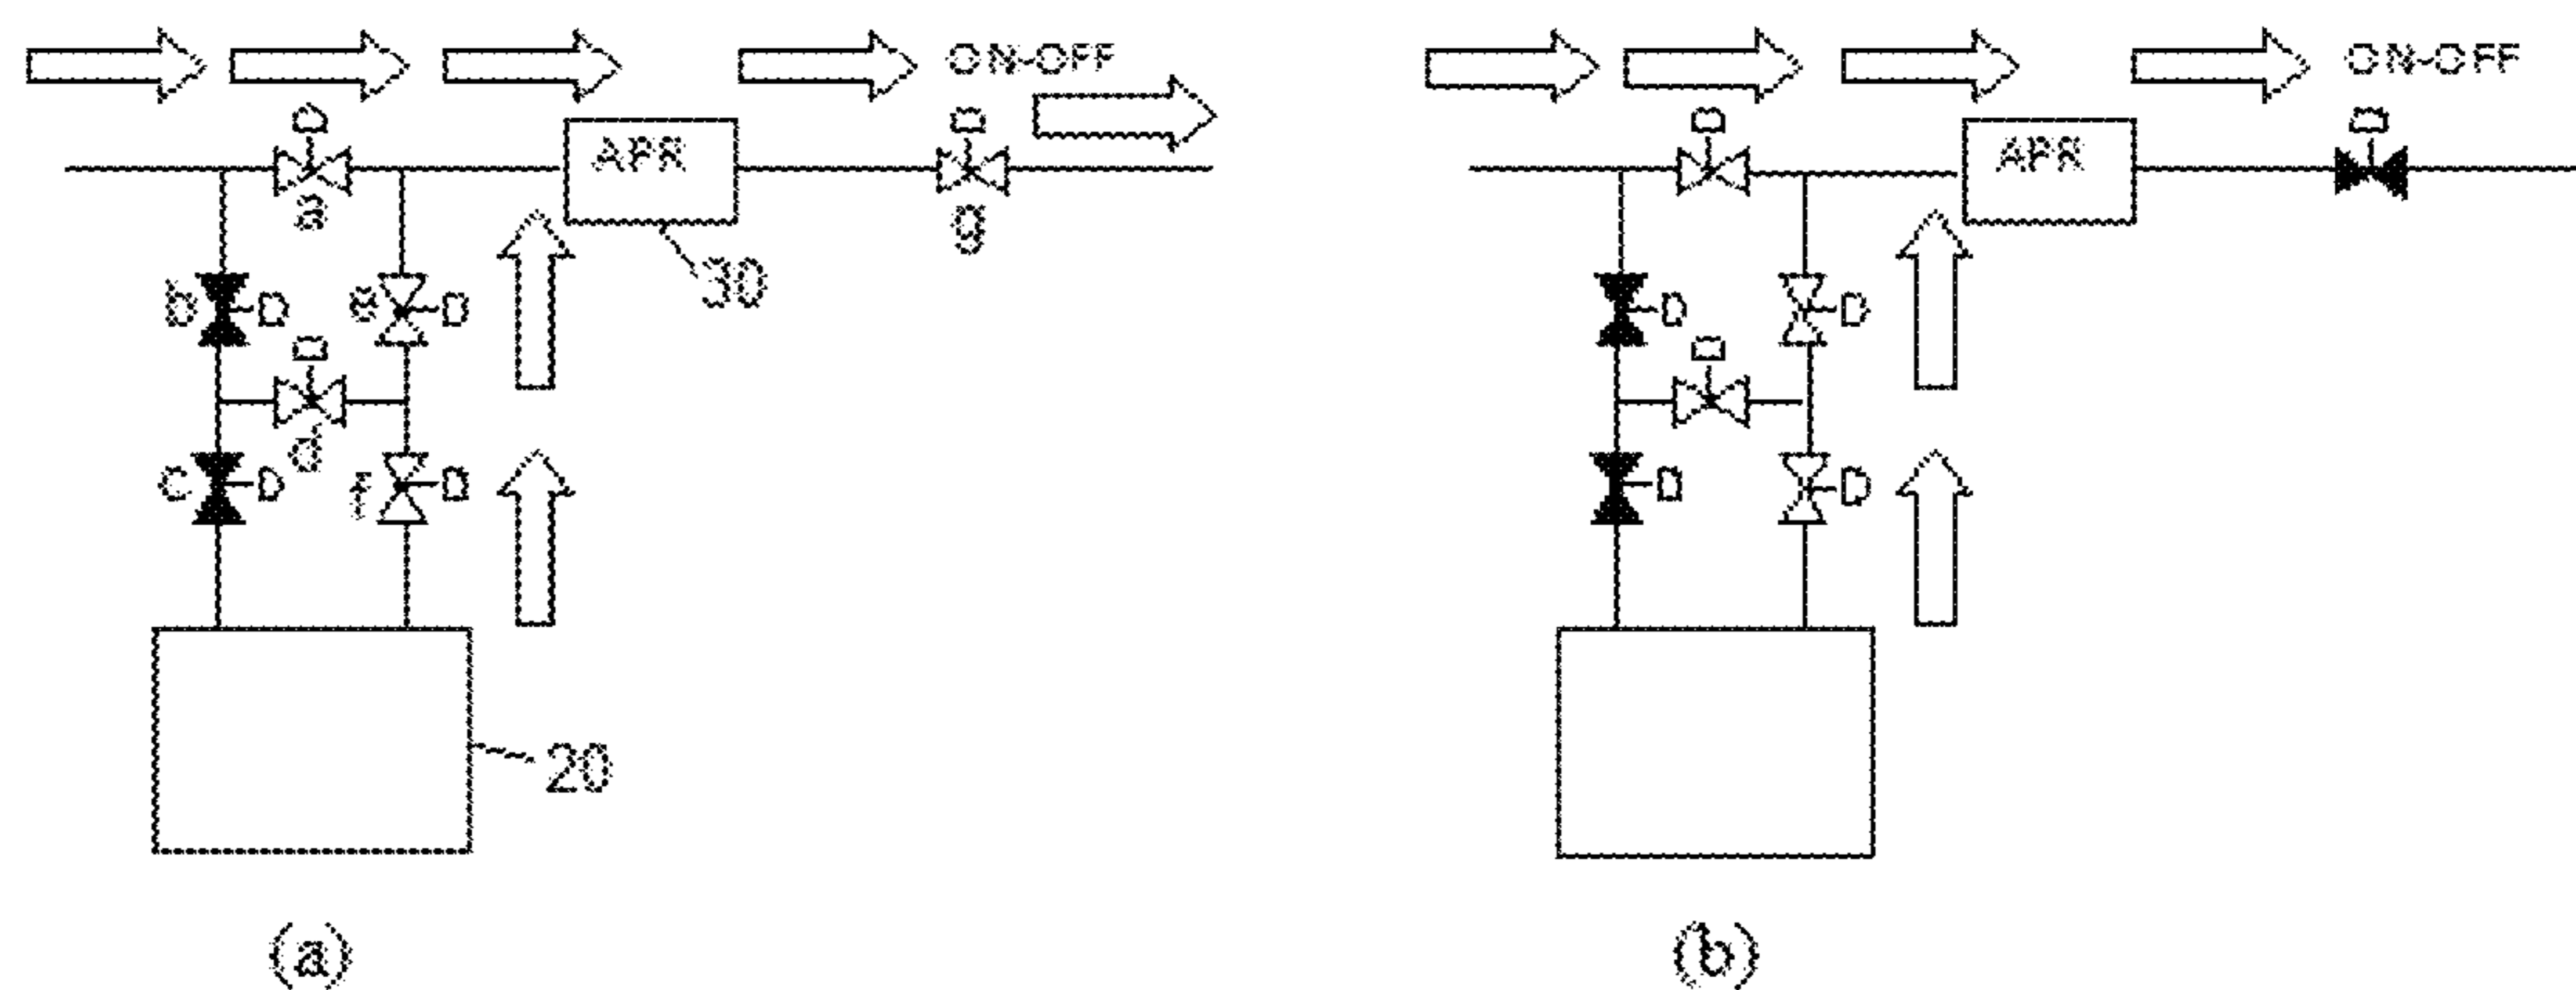 ON-OFF ON-OFF
D D D D
APR APR
a g
30
b D e D D D
D D
d
C D f D D D
20
(a) (b)